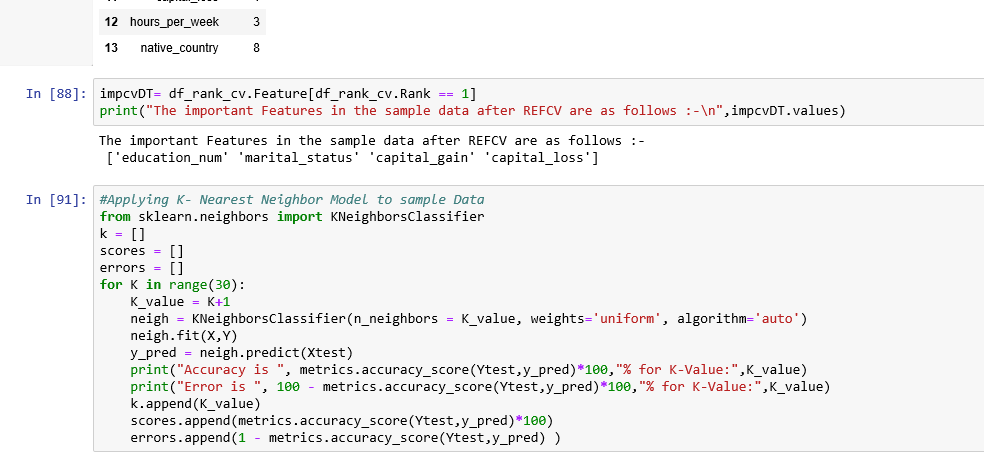 12 hours_per_week 3
13 native_country 8
In [88]: impcvDT= df_rank_cv.Feature[df_rank_cv.Rank == 1]
print("The important Features in the sample data after REFCV are as follows :-\n",impcvDT.values)
The important Features in the sample data after REFCV are as follows :-
['education_num' 'marital_status' 'capital_gain' 'capital_loss']
In [91]: #Applying K- Nearest Neighbor Model to sample Data
from sklearn.neighbors import KNeighborsClassifier
k = []
scores = []
errors = []
for K in range(30):
    K_value = K+1
    neigh = KNeighborsClassifier(n_neighbors = K_value, weights='uniform', algorithm='auto')
    neigh.fit(X,Y)
    y_pred = neigh.predict(Xtest)
    print("Accuracy is ", metrics.accuracy_score(Ytest,y_pred)*100,"% for K-Value:",K_value)
    print("Error is ", 100 - metrics.accuracy_score(Ytest,y_pred)*100,"% for K-Value:",K_value)
    k.append(K_value)
    scores.append(metrics.accuracy_score(Ytest,y_pred)*100)
    errors.append(1 - metrics.accuracy_score(Ytest,y_pred) )